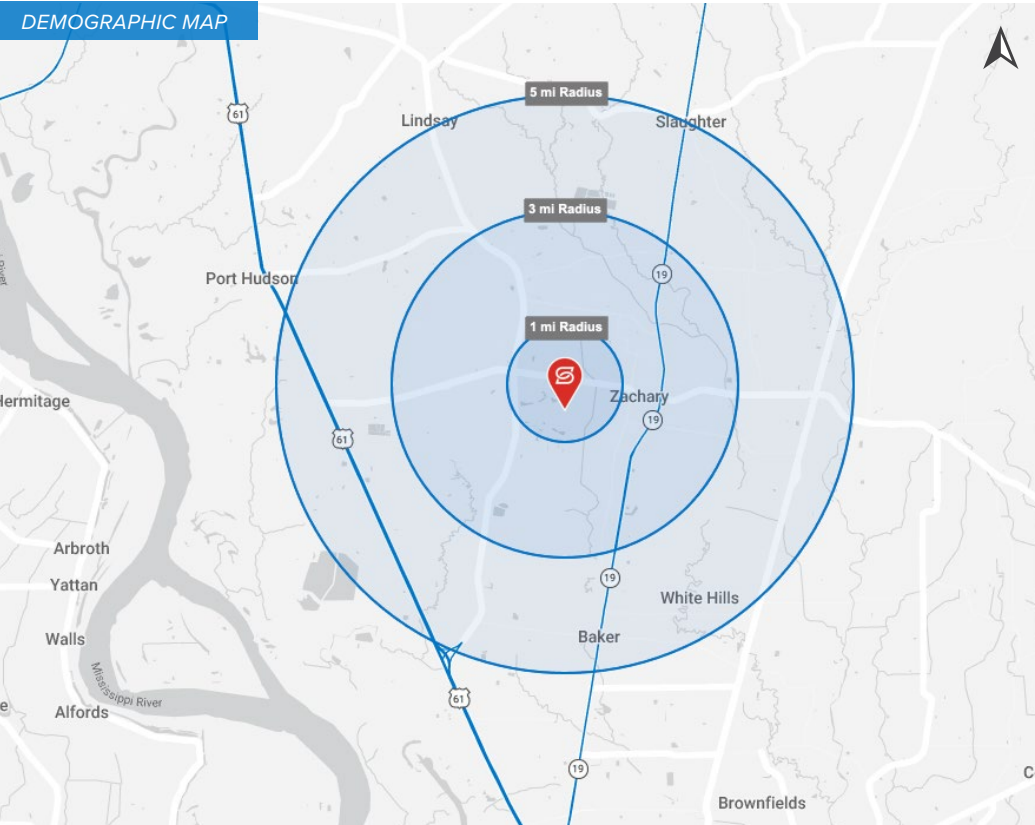 DEMOGRAPHIC MAP
5 mi Radius
61
Lindsay
Slaughter
3 mi Radius
19
Port Hudson
River
1 mi Radius
Zachary
Hermitage
19
61
Arbroth
19
Yattan
White Hills
Walls
Baker
Mississippi River
61
e
Alfords
19
C
Brownfields